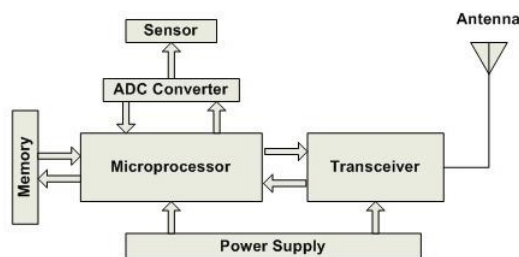 Antenna
Sensor
ADC Converter
Memory
Microprocessor
Transceiver
Power Supply